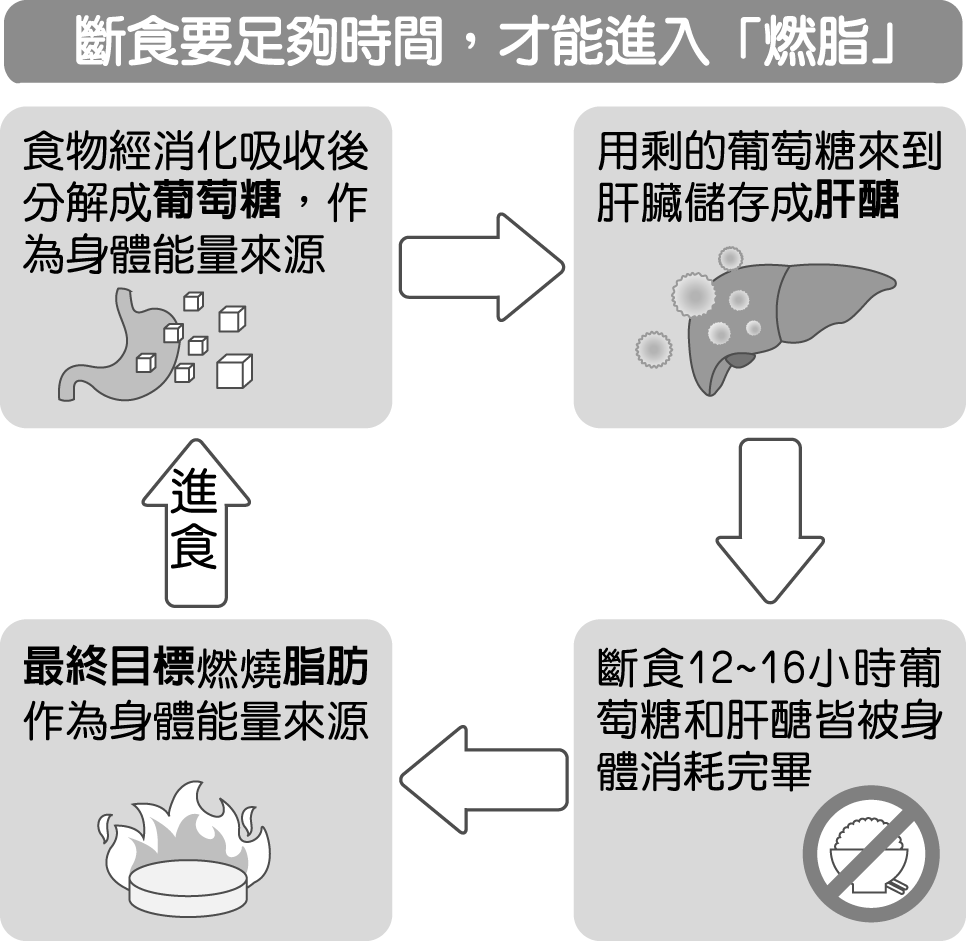 斷食要足夠時間，才能進入「燃脂」
食物經消化吸收後
分解成葡萄糖，作
為身體能量來源
用剩的葡萄糖來到
肝臟儲存成肝醣
進
食
最終目標燃燒脂肪
作為身體能量來源
斷食12~16小時葡
萄糖和肝醣皆被身
體消耗完畢